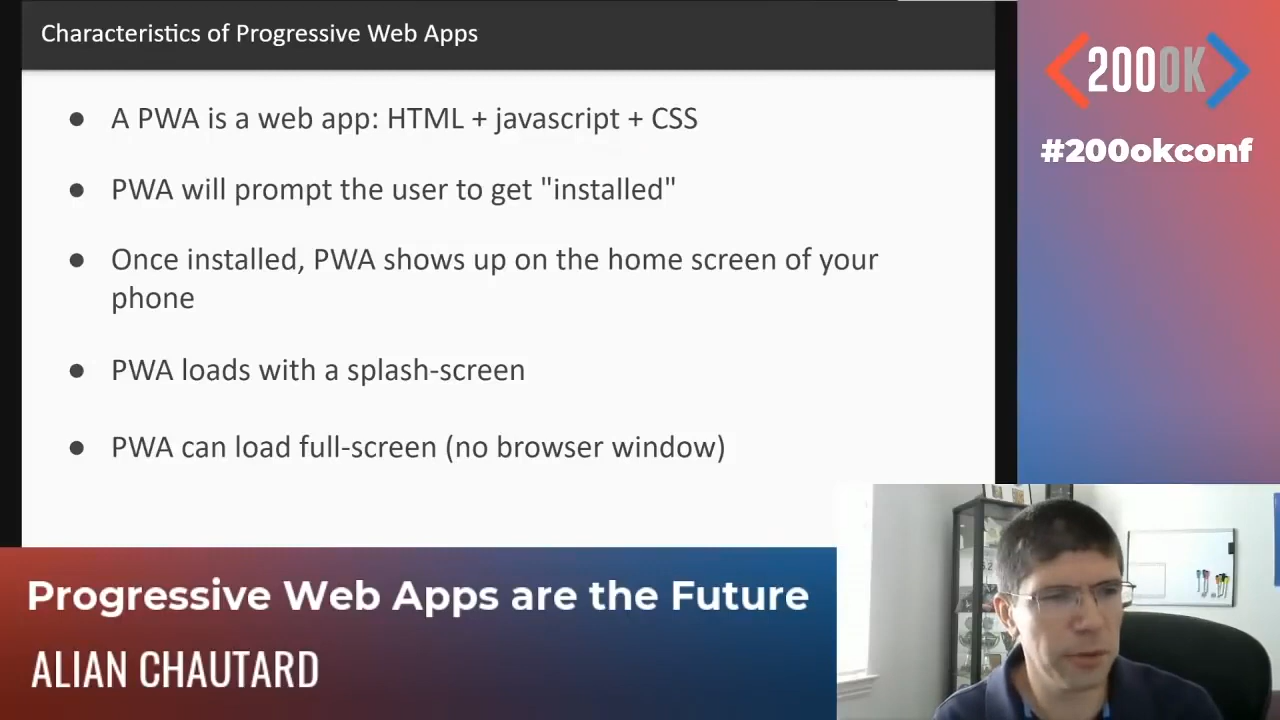 Characteristics of Progressive Web Apps
● A PWA is a web app: HTML + javascript + CSS
● PWA will prompt the user to get "installed"
● Once installed, PWA shows up on the home screen of your
phone
● PWA loads with a splash-screen
● PWA can load full-screen (no browser window)
<200OK>
#200okconf
Progressive Web Apps are the Future
ALIAN CHAUTARD